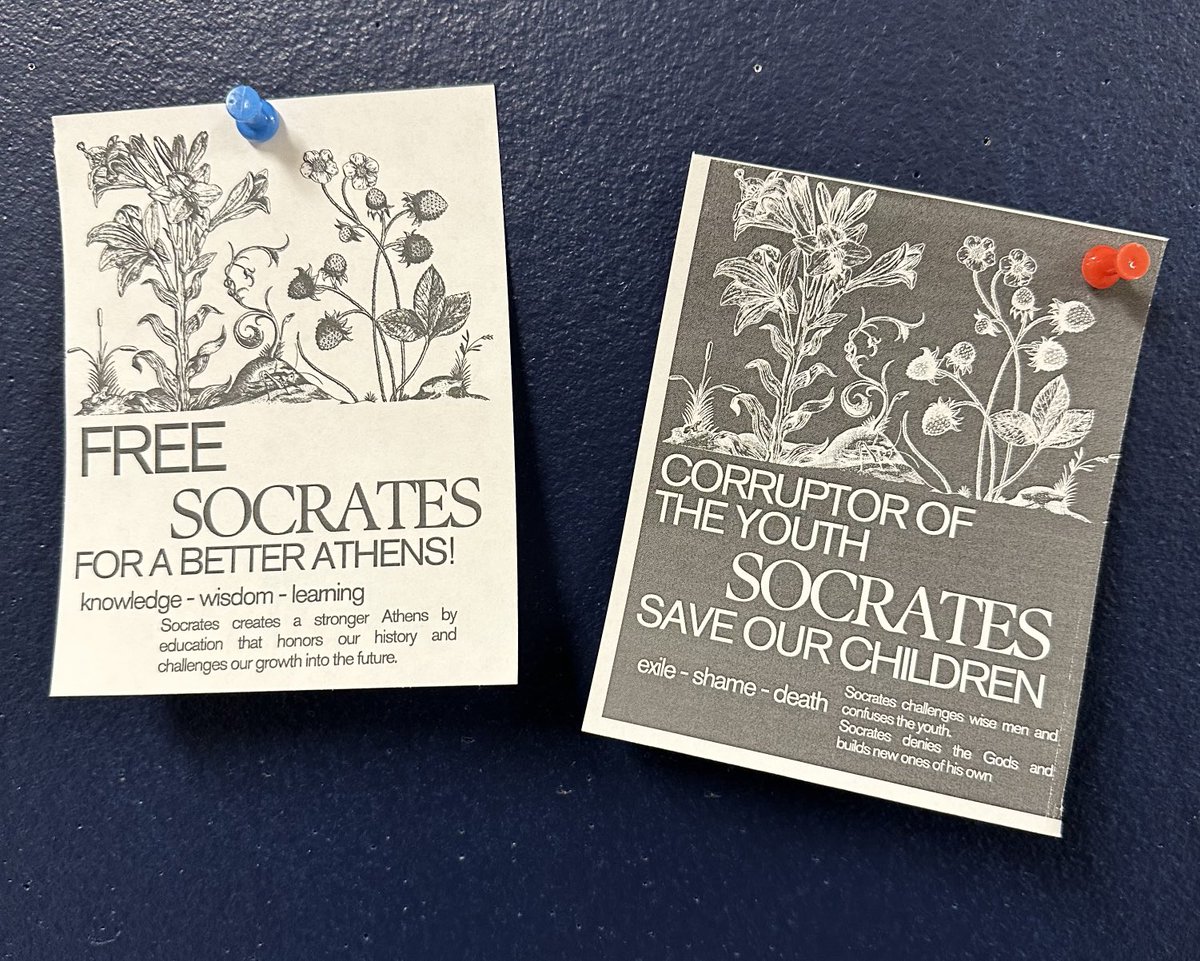 FREE
SOCRATES
FOR A BETTER ATHENS!
knowledge - wisdom - learning
Socrates creates a stronger Athens by
education that honors our history and
challenges our growth into the future.
CORRUPTOR OF
THE YOUTH
SOCRATES
SAVE OUR CHILDREN
exile - shame - death
Socrates challenges wise men and
confuses the youth.
Socrates denies the Gods and
builds new ones of his own